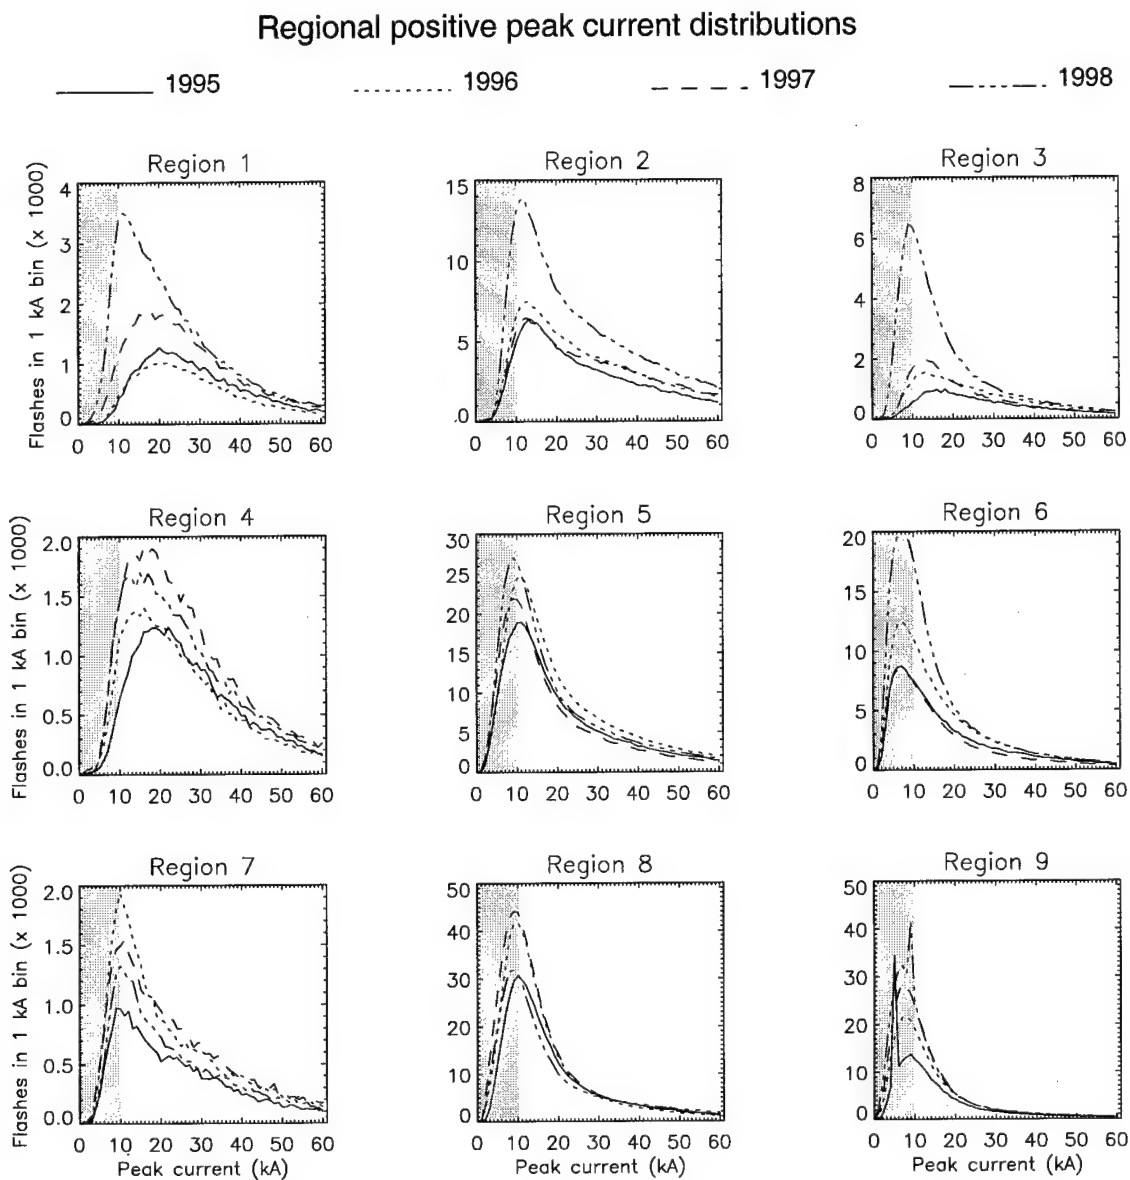 Regional positive peak current distributions
1995 1996 1997 1998
Region 1 Region 2 Region 3
Flashes in 1 kA bin (x 1000)
4 3 2 1 0
15 10 5 .0
8 6 4 2 0
0 10 20 30 40 50 60 0 10 20 30 40 50 60 0 10 20 30 40 50 60
Region 4 Region 5 Region 6
Flashes in 1 kA bin (x 1000)
2.0 1.5 1.0 0.5 0.0
30 25 20 15 10 5 0
20 15 10 5 0
0 10 20 30 40 50 60 0 10 20 30 40 50 60 0 10 20 30 40 50 60
Region 7 Region 8 Region 9
Flashes in 1 kA bin (x 1000)
2.0 1.5 1.0 0.5 0.0
50 40 30 20 10 0
50 40 30 20 10 0
0 10 20 30 40 50 60 0 10 20 30 40 50 60 0 10 20 30 40 50 60
Peak current (kA) Peak current (kA) Peak current (kA)